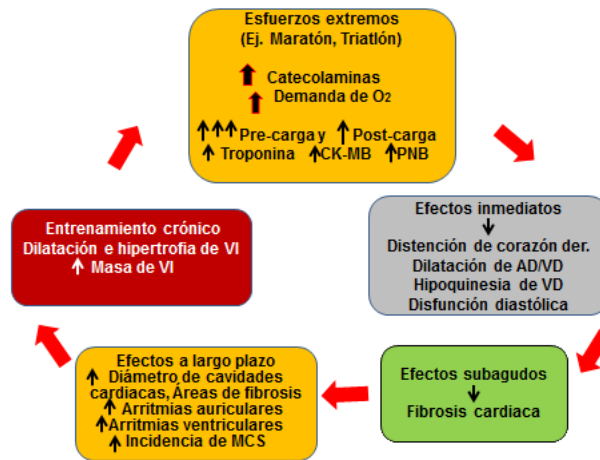 Esfuerzos extremos
(Ej. Maratón, Triatlón)
↑ Catecolaminas
↑ Demanda de O₂
↑↑↑ Pre-carga y ↑ Post-carga
↑ Troponina ↑CK-MB ↑PNB
Efectos inmediatos
↓
Distención de corazón der.
Dilatación de AD/VD
Hipoquinesia de VD
Disfunción diastólica
Efectos subagudos
↓
Fibrosis cardiaca
Efectos a largo plazo
↑ Diámetro de cavidades
cardiacas, Áreas de fibrosis
↑ Arritmias auriculares
↑Arritmias ventriculares
↑ Incidencia de MCS
Entrenamiento crónico
Dilatación e hipertrofia de VI
↑ Masa de VI